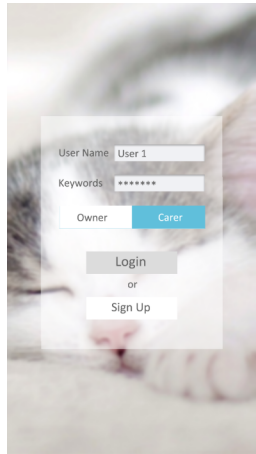 User Name User 1
Keywords *******
Owner Carer
Login
or
Sign Up